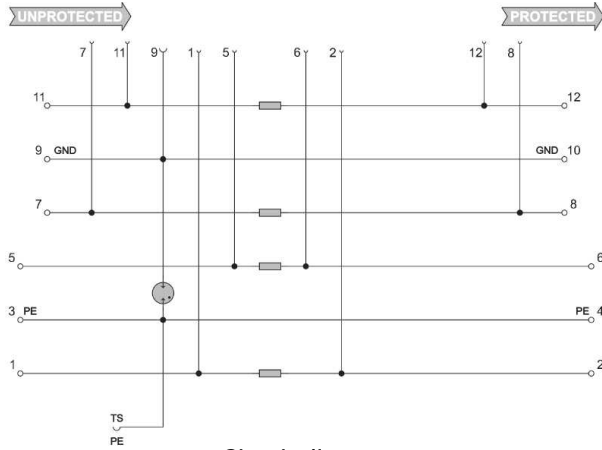 UNPROTECTED PROTECTED
7 11 9 1 5 6 2 12 8
11 12
9 GND GND 10
7 8
5 6
3 PE PE 4
1 2
TS
PE